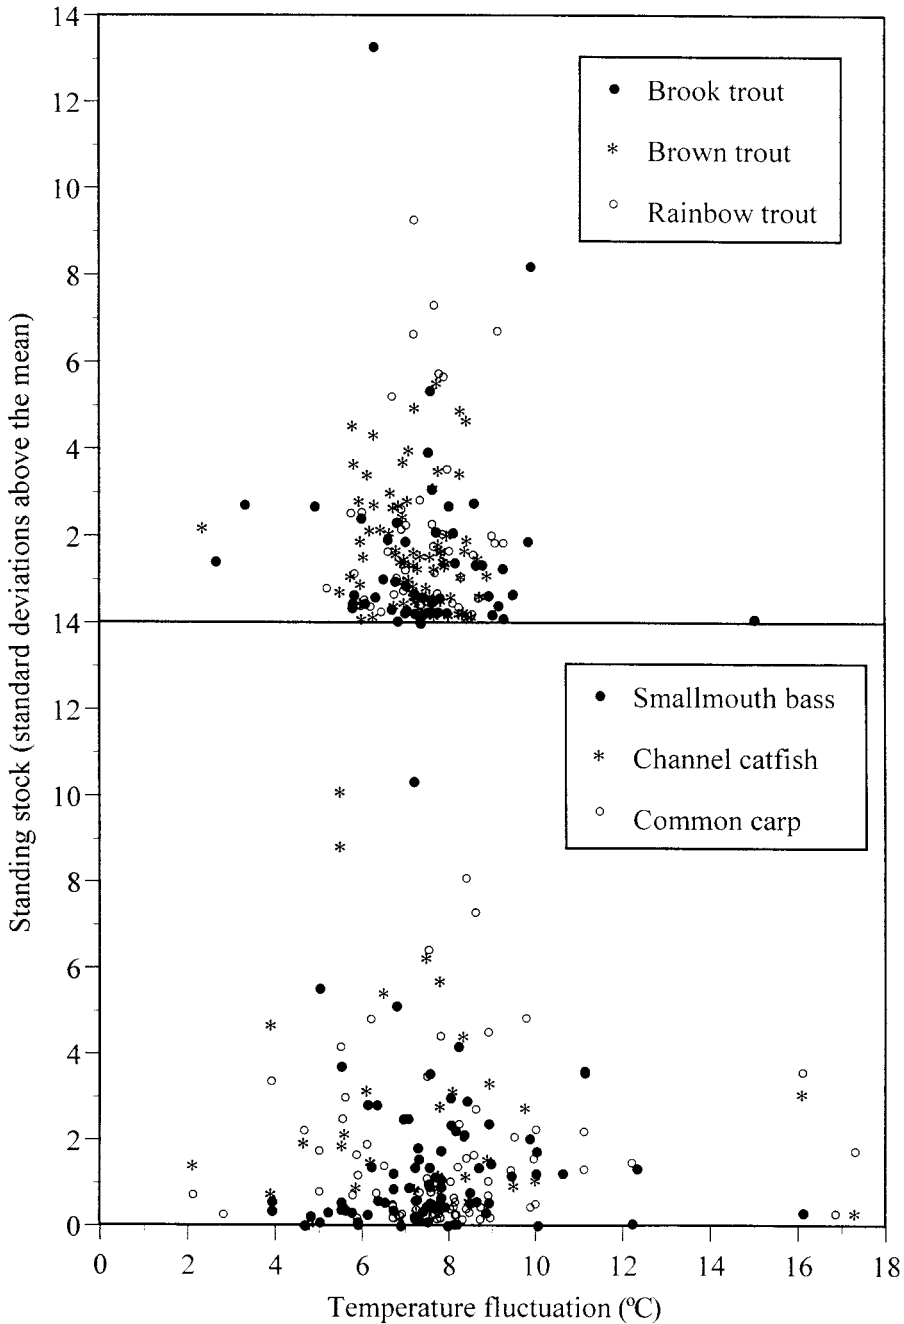 14
12
10
8
6
4
2
Brook trout
Brown trout
Rainbow trout
Standing stock (standard deviations above the mean)
14
12
10
8
6
4
2
0
Smallmouth bass
Channel catfish
Common carp
0 2 4 6 8 10 12 14 16 18
Temperature fluctuation (ºC)